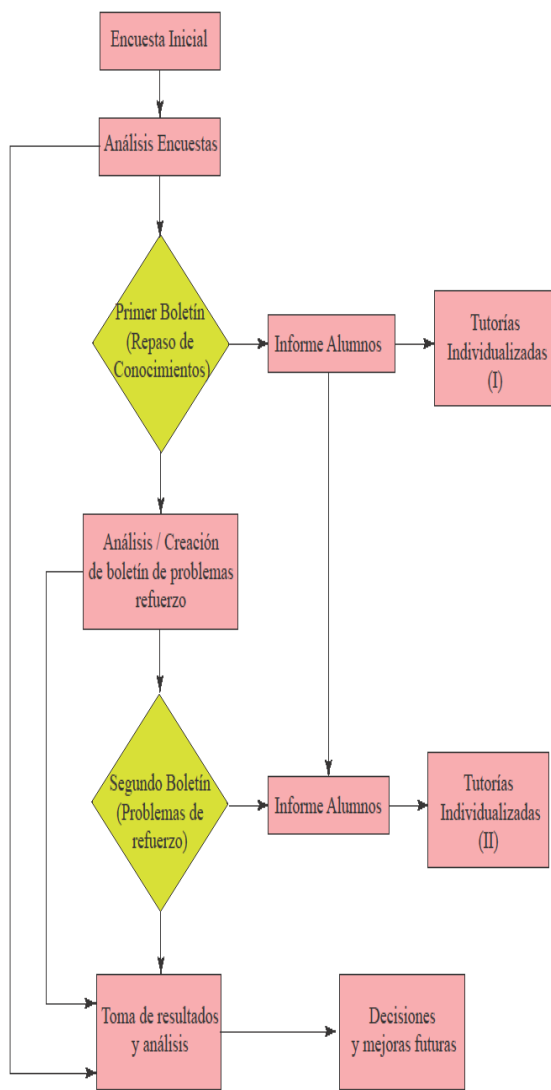 Encuesta Inicial
Análisis Encuestas
Primer Boletín
(Repaso de
Conocimientos)
Informe Alumnos
Tutorías
Individualizadas
(I)
Análisis / Creación
de boletín de problemas
refuerzo
Segundo Boletín
(Problemas de
refuerzo)
Informe Alumnos
Tutorías
Individualizadas
(II)
Toma de resultados
y análisis
Decisiones
y mejoras futuras